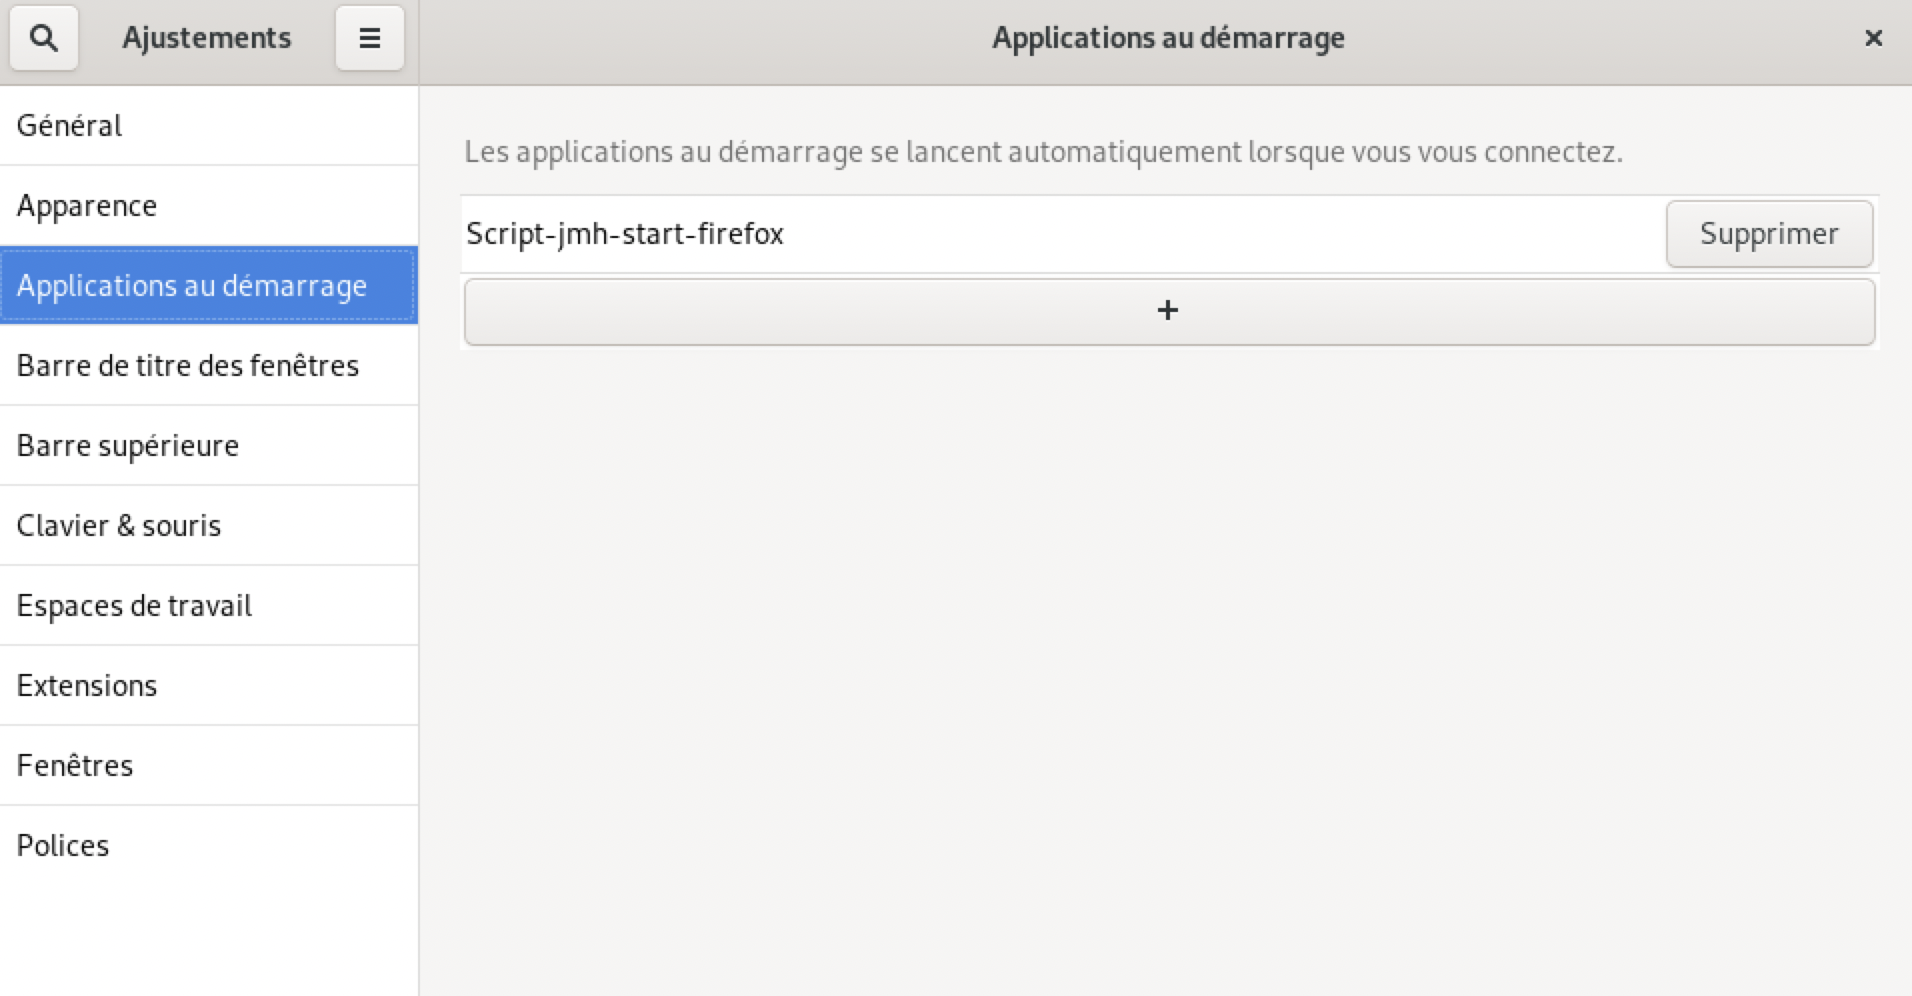 Ajustements
Applications au démarrage
Général
Apparence
Applications au démarrage
Barre de titre des fenêtres
Barre supérieure
Clavier & souris
Espaces de travail
Extensions
Fenêtres
Polices
Les applications au démarrage se lancent automatiquement lorsque vous vous connectez.
Script-jmh-start-firefox
Supprimer
+